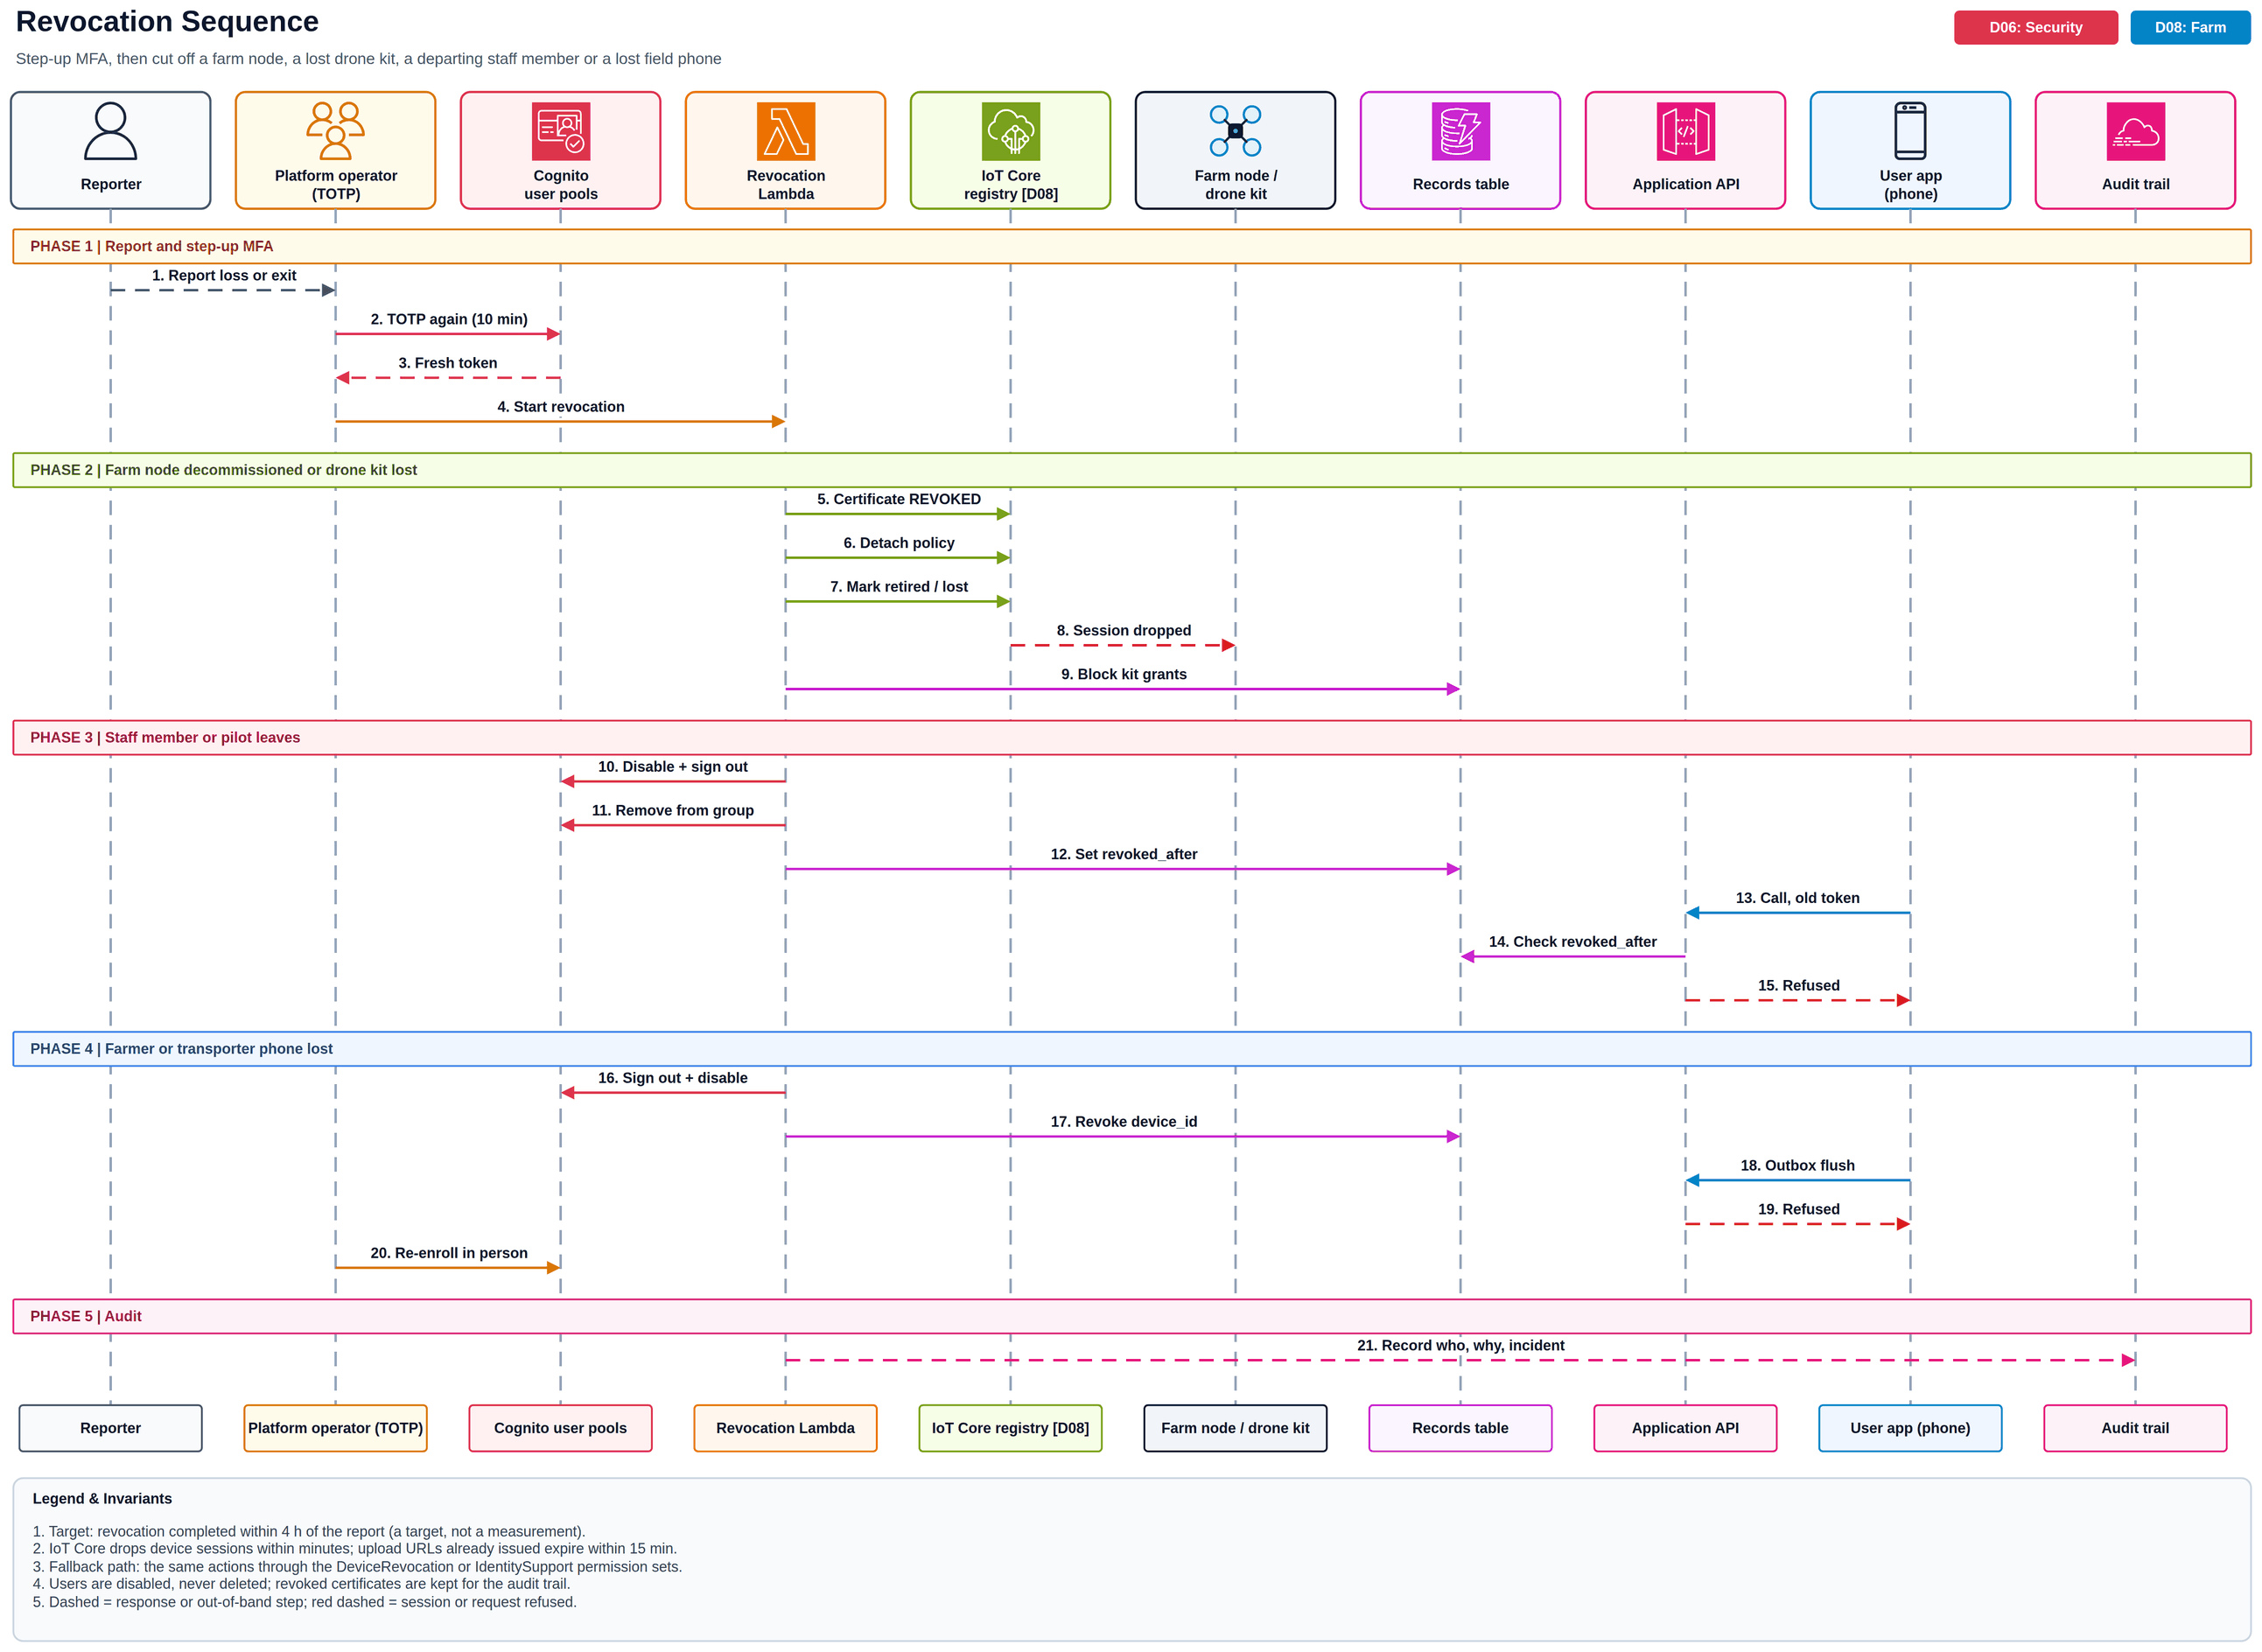 Revocation Sequence
D06: Security
D08: Farm
Step-up MFA, then cut off a farm node, a lost drone kit, a departing staff member or a lost field phone
Reporter
Platform operator
(TOTP)
Cognito
user pools
Revocation
Lambda
IoT Core
registry [D08]
Farm node /
drone kit
Records table
Application API
User app
(phone)
Audit trail
PHASE 1 | Report and step-up MFA
1. Report loss or exit
2. TOTP again (10 min)
3. Fresh token
4. Start revocation
PHASE 2 | Farm node decommissioned or drone kit lost
5. Certificate REVOKED
6. Detach policy
7. Mark retired / lost
8. Session dropped
9. Block kit grants
PHASE 3 | Staff member or pilot leaves
10. Disable + sign out
11. Remove from group
12. Set revoked_after
13. Call, old token
14. Check revoked_after
15. Refused
PHASE 4 | Farmer or transporter phone lost
16. Sign out + disable
17. Revoke device_id
18. Outbox flush
19. Refused
20. Re-enroll in person
PHASE 5 | Audit
21. Record who, why, incident
Reporter
Platform operator (TOTP)
Cognito user pools
Revocation Lambda
IoT Core registry [D08]
Farm node / drone kit
Records table
Application API
User app (phone)
Audit trail
Legend & Invariants
1. Target: revocation completed within 4 h of the report (a target, not a measurement).
2. IoT Core drops device sessions within minutes; upload URLs already issued expire within 15 min.
3. Fallback path: the same actions through the DeviceRevocation or IdentitySupport permission sets.
4. Users are disabled, never deleted; revoked certificates are kept for the audit trail.
5. Dashed = response or out-of-band step; red dashed = session or request refused.